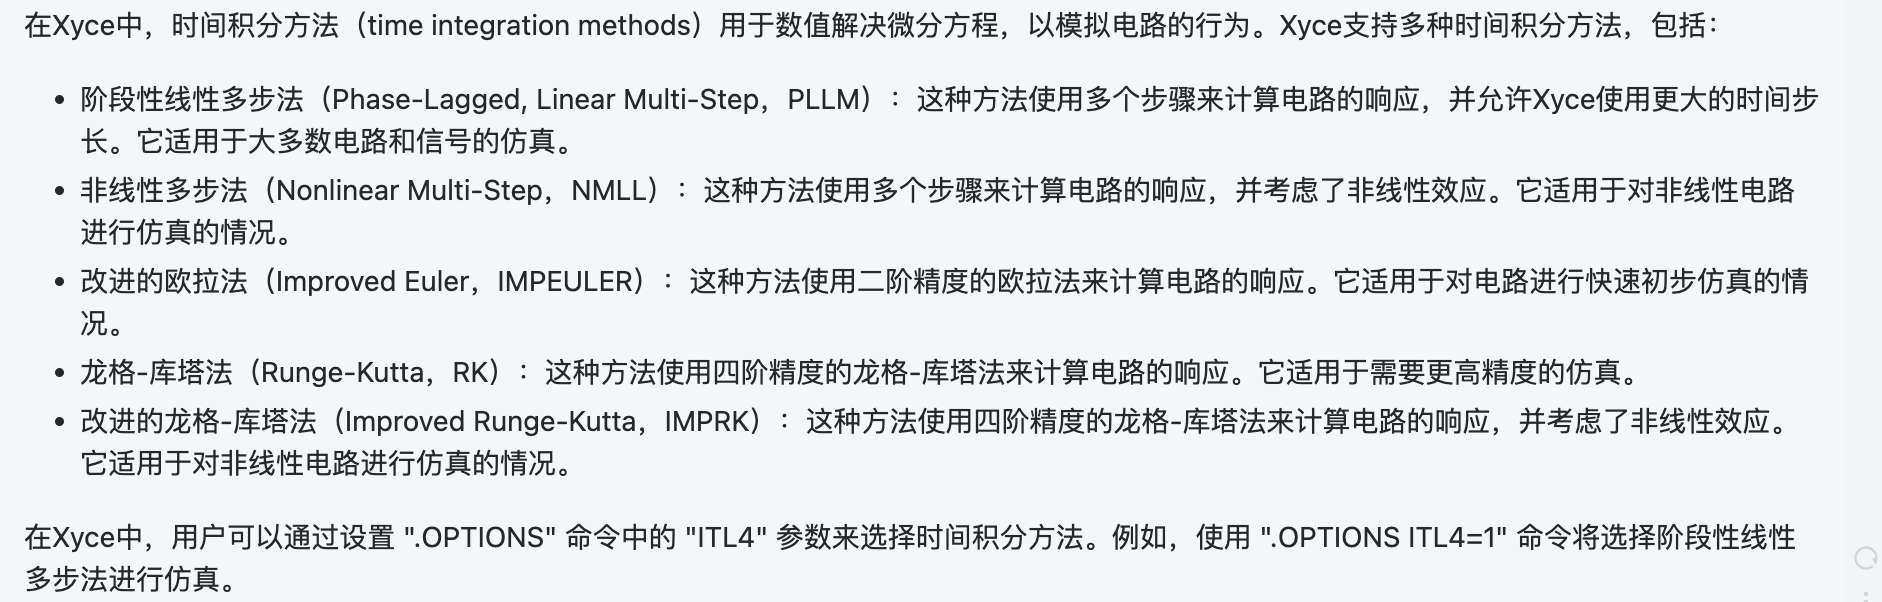 在Xyce中，时间积分方法（time integration methods）用于数值解决微分方程，以模拟电路的行为。Xyce支持多种时间积分方法，包括：
• 阶段性线性多步法（Phase-Lagged, Linear Multi-Step，PLLM）：这种方法使用多个步骤来计算电路的响应，并允许Xyce使用更大的时间步
长。它适用于大多数电路和信号的仿真。
• 非线性多步法（Nonlinear Multi-Step，NMLL）：这种方法使用多个步骤来计算电路的响应，并考虑了非线性效应。它适用于对非线性电路
进行仿真的情况。
• 改进的欧拉法（Improved Euler，IMPEULER）：这种方法使用二阶精度的欧拉法来计算电路的响应。它适用于对电路进行快速初步仿真的情
况。
• 龙格-库塔法（Runge-Kutta，RK）：这种方法使用四阶精度的龙格-库塔法来计算电路的响应。它适用于需要更高精度的仿真。
• 改进的龙格-库塔法（Improved Runge-Kutta，IMPRK）：这种方法使用四阶精度的龙格-库塔法来计算电路的响应，并考虑了非线性效应。
它适用于对非线性电路进行仿真的情况。
在Xyce中，用户可以通过设置 ".OPTIONS" 命令中的 "ITL4" 参数来选择时间积分方法。例如，使用 ".OPTIONS ITL4=1" 命令将选择阶段性线性
多步法进行仿真。